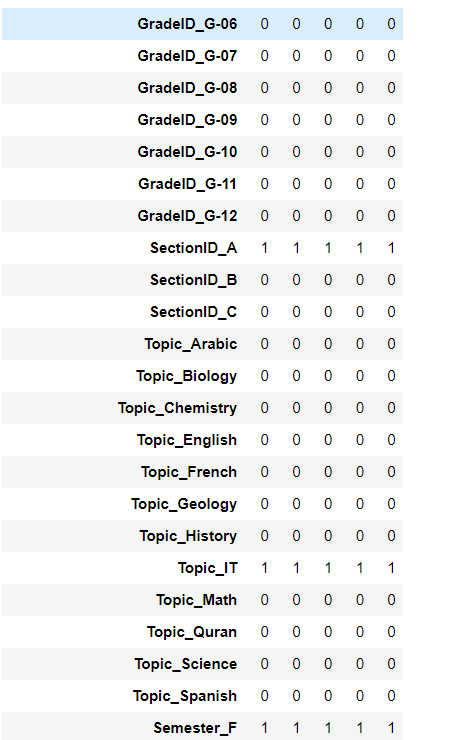 GradeID_G-06 0 0 0 0 0
GradeID_G-07 0 0 0 0 0
GradeID_G-08 0 0 0 0 0
GradeID_G-09 0 0 0 0 0
GradeID_G-10 0 0 0 0 0
GradeID_G-11 0 0 0 0 0
GradeID_G-12 0 0 0 0 0
SectionID_A 1 1 1 1 1
SectionID_B 0 0 0 0 0
SectionID_C 0 0 0 0 0
Topic_Arabic 0 0 0 0 0
Topic_Biology 0 0 0 0 0
Topic_Chemistry 0 0 0 0 0
Topic_English 0 0 0 0 0
Topic_French 0 0 0 0 0
Topic_Geology 0 0 0 0 0
Topic_History 0 0 0 0 0
Topic_IT 1 1 1 1 1
Topic_Math 0 0 0 0 0
Topic_Quran 0 0 0 0 0
Topic_Science 0 0 0 0 0
Topic_Spanish 0 0 0 0 0
Semester_F 1 1 1 1 1